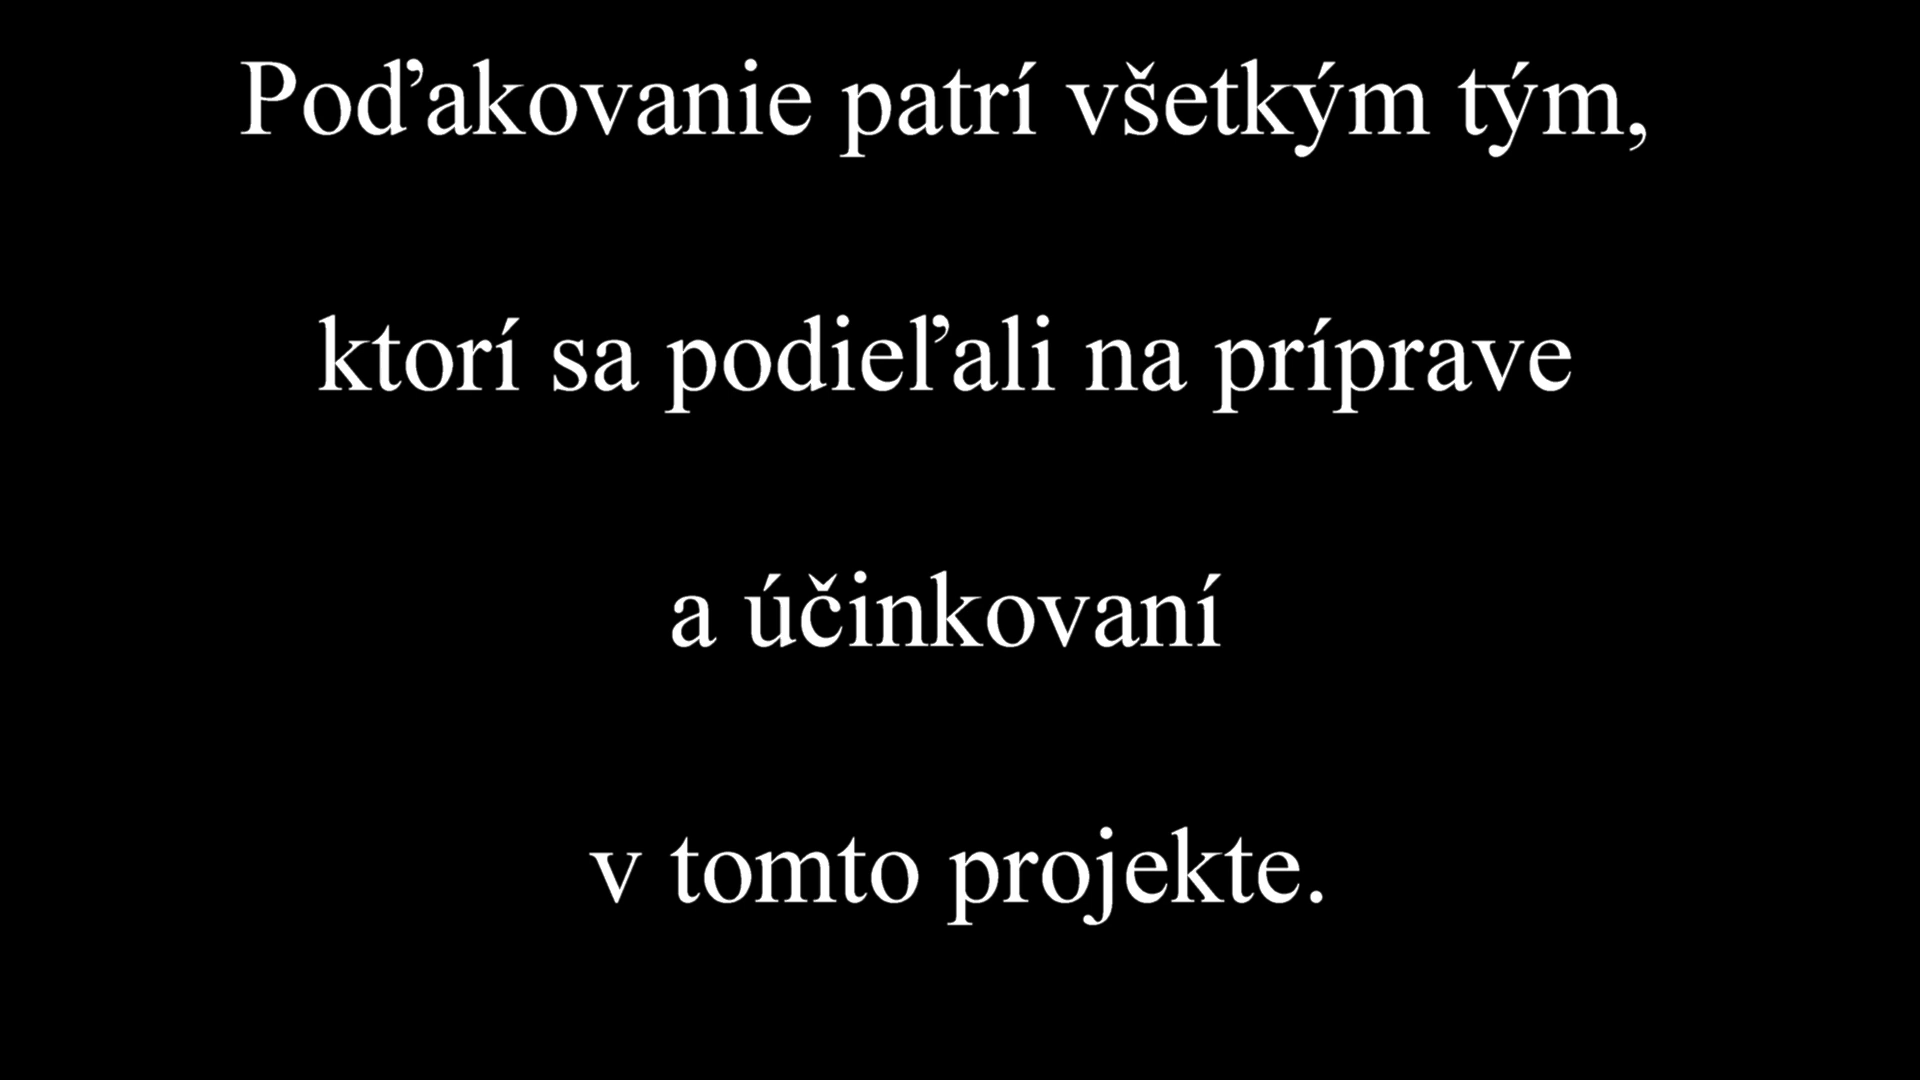 Poďakovanie patrí všetkým tým,
ktorí sa podieľali na príprave
a účinkovaní
v tomto projekte.